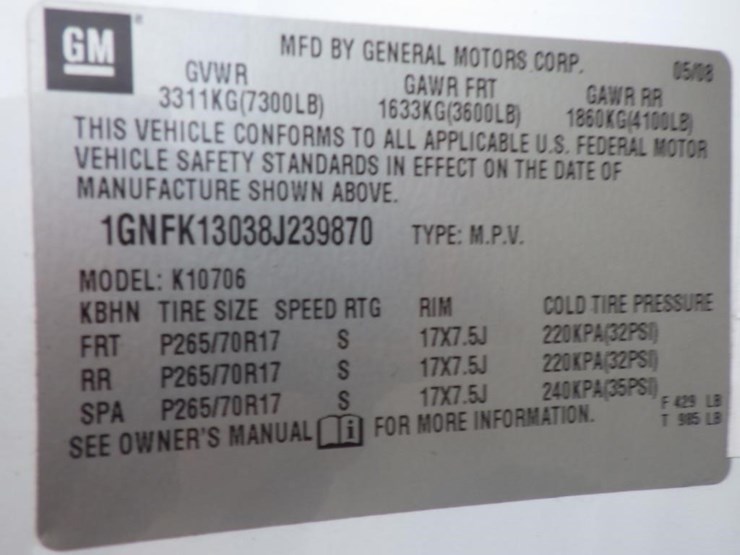 GM
MFD BY GENERAL MOTORS CORP. 05/08
GVWR GAWR FRT GAWR RR
3311KG(7300LB) 1633KG(3600LB) 1860KG(4100LB)
THIS VEHICLE CONFORMS TO ALL APPLICABLE U.S. FEDERAL MOTOR
VEHICLE SAFETY STANDARDS IN EFFECT ON THE DATE OF
MANUFACTURE SHOWN ABOVE.
1GNFK13038J239870 TYPE: M.P.V.
MODEL: K10706
KBHN TIRE SIZE SPEED RTG RIM COLD TIRE PRESSURE
FRT P265/70R17 S 17X7.5J 220KPA(32PSI)
RR P265/70R17 S 17X7.5J 220KPA(32PSI)
SPA P265/70R17 S 17X7.5J 240KPA(35PSI)
F 429 LB
T 985 LB
SEE OWNER'S MANUAL i FOR MORE INFORMATION.